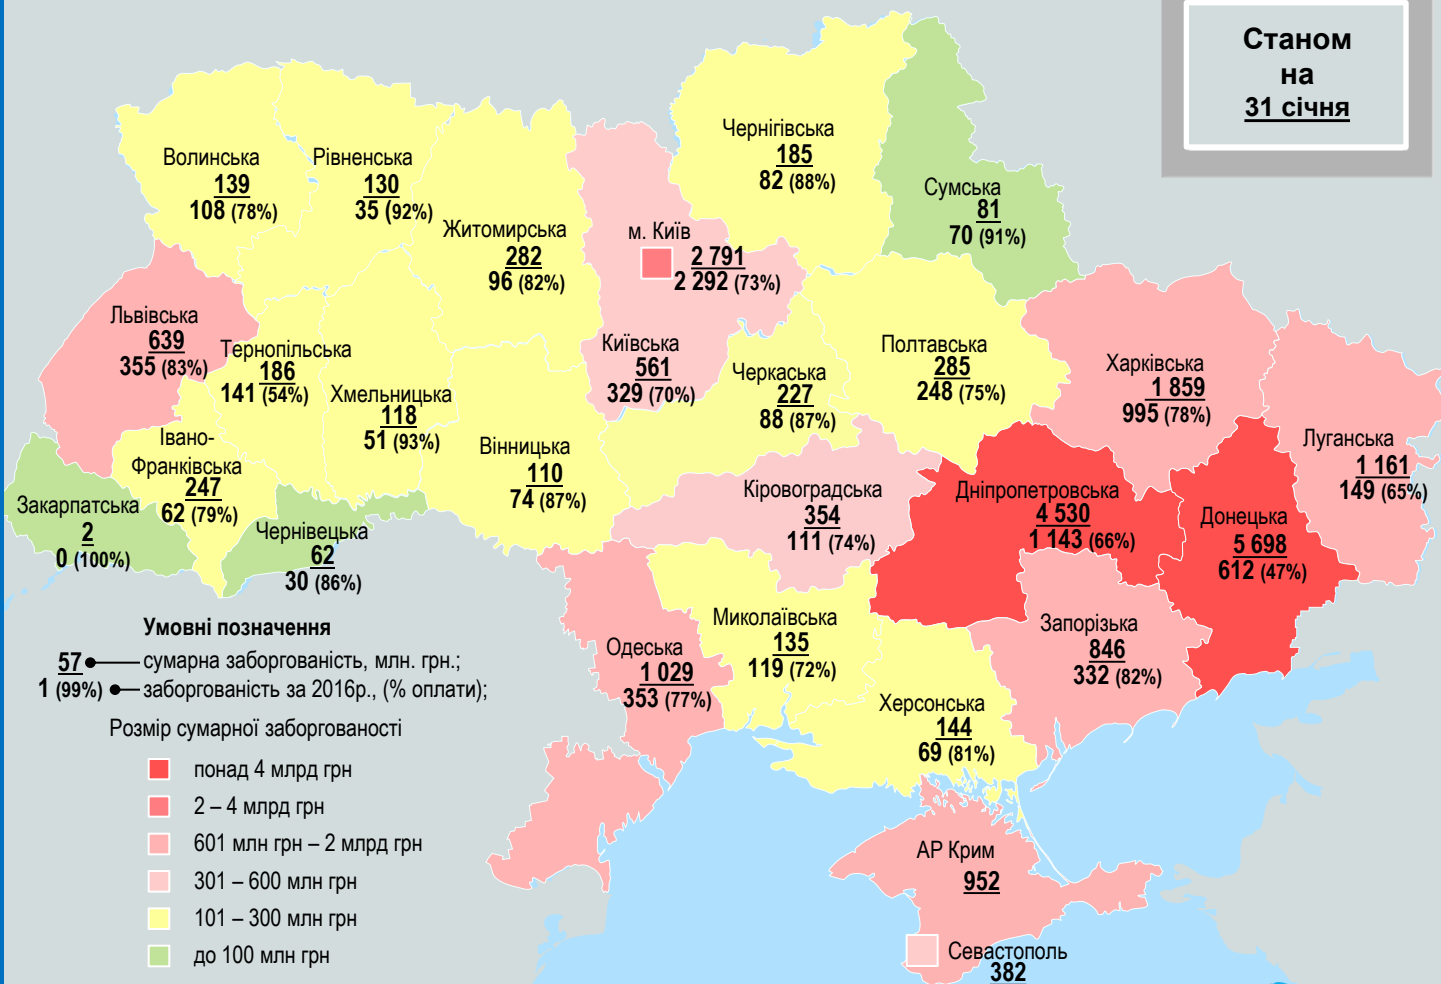 Станом
на
31 січня
Чернігівська
185
82 (88%)
Волинська
139
108 (78%)
Рівненська
130
35 (92%)
Сумська
81
70 (91%)
Житомирська
282
96 (82%)
м. Київ
2 791
2 292 (73%)
Львівська
639
355 (83%)
Тернопільська
186
141 (54%)
Хмельницька
118
51 (93%)
Київська
561
329 (70%)
Черкаська
227
88 (87%)
Полтавська
285
248 (75%)
Харківська
1 859
995 (78%)
Луганська
1 161
149 (65%)
Івано-
Франківська
247
62 (79%)
Вінницька
110
74 (87%)
Кіровоградська
354
111 (74%)
Дніпропетровська
4 530
1 143 (66%)
Донецька
5 698
612 (47%)
Закарпатська
2
0 (100%)
Чернівецька
62
30 (86%)
Миколаївська
135
119 (72%)
Запорізька
846
332 (82%)
Одеська
1 029
353 (77%)
Херсонська
144
69 (81%)
АР Крим
952
Севастополь
382
Умовні позначення
57 сумарна заборгованість, млн. грн.;
1 (99%) заборгованість за 2016р., (% оплати);
Розмір сумарної заборгованості
понад 4 млрд грн
2 – 4 млрд грн
601 млн грн – 2 млрд грн
301 – 600 млн грн
101 – 300 млн грн
до 100 млн грн